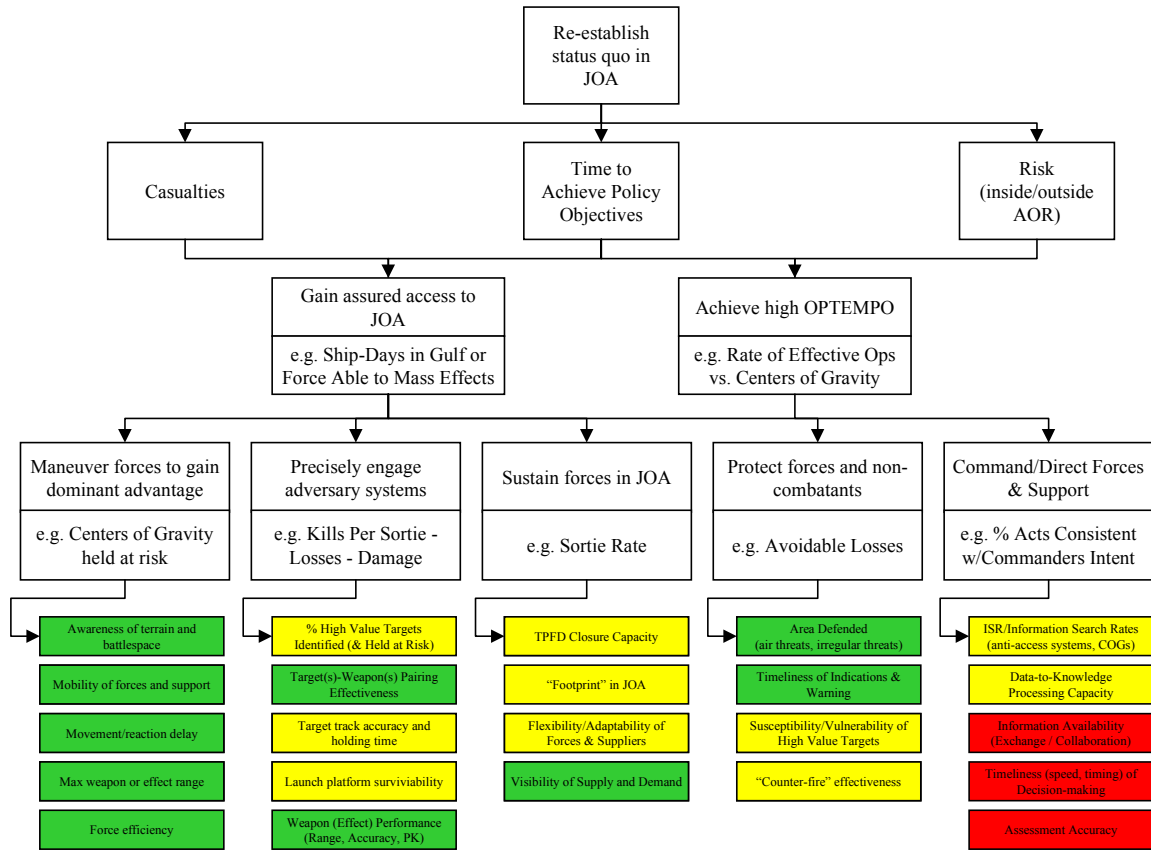 Re-establish
status quo in
JOA
Casualties
Time to
Achieve Policy
Objectives
Risk
(inside/outside
AOR)
Gain assured access to
JOA
e.g. Ship-Days in Gulf or
Force Able to Mass Effects
Achieve high OPTEMPO
e.g. Rate of Effective Ops
vs. Centers of Gravity
Maneuver forces to gain
dominant advantage
e.g. Centers of Gravity
held at risk
Precisely engage
adversary systems
e.g. Kills Per Sortie -
Losses - Damage
Sustain forces in JOA
e.g. Sortie Rate
Protect forces and non-
combatants
e.g. Avoidable Losses
Command/Direct Forces
& Support
e.g. % Acts Consistent
w/Commanders Intent
Awareness of terrain and
battlespace
Mobility of forces and support
Movement/reaction delay
Max weapon or effect range
Force efficiency
% High Value Targets
Identified (& Held at Risk)
Target(s)-Weapon(s) Pairing
Effectiveness
Target track accuracy and
holding time
Launch platform surviviability
Weapon (Effect) Performance
(Range, Accuracy, PK)
TPFD Closure Capacity
“Footprint” in JOA
Flexibility/Adaptability of
Forces & Suppliers
Visibility of Supply and Demand
Area Defended
(air threats, irregular threats)
Timeliness of Indications &
Warning
Susceptibility/Vulnerability of
High Value Targets
“Counter-fire” effectiveness
ISR/Information Search Rates
(anti-access systems, COGs)
Data-to-Knowledge
Processing Capacity
Information Availability
(Exchange / Collaboration)
Timeliness (speed, timing) of
Decision-making
Assessment Accuracy